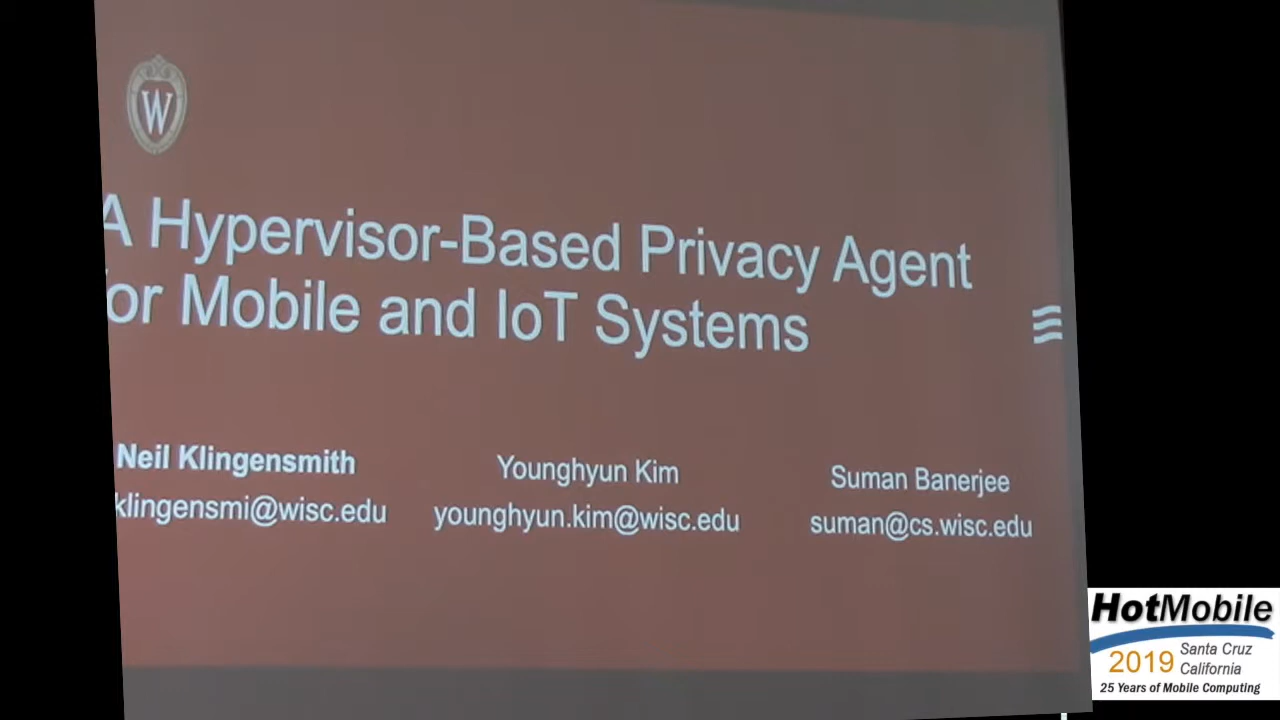 W
A Hypervisor-Based Privacy Agent
or Mobile and IoT Systems
Neil Klingensmith
klingensmi@wisc.edu
Younghyun Kim
younghyun.kim@wisc.edu
Suman Banerjee
suman@cs.wisc.edu
HotMobile
2019 Santa Cruz
California
25 Years of Mobile Computing